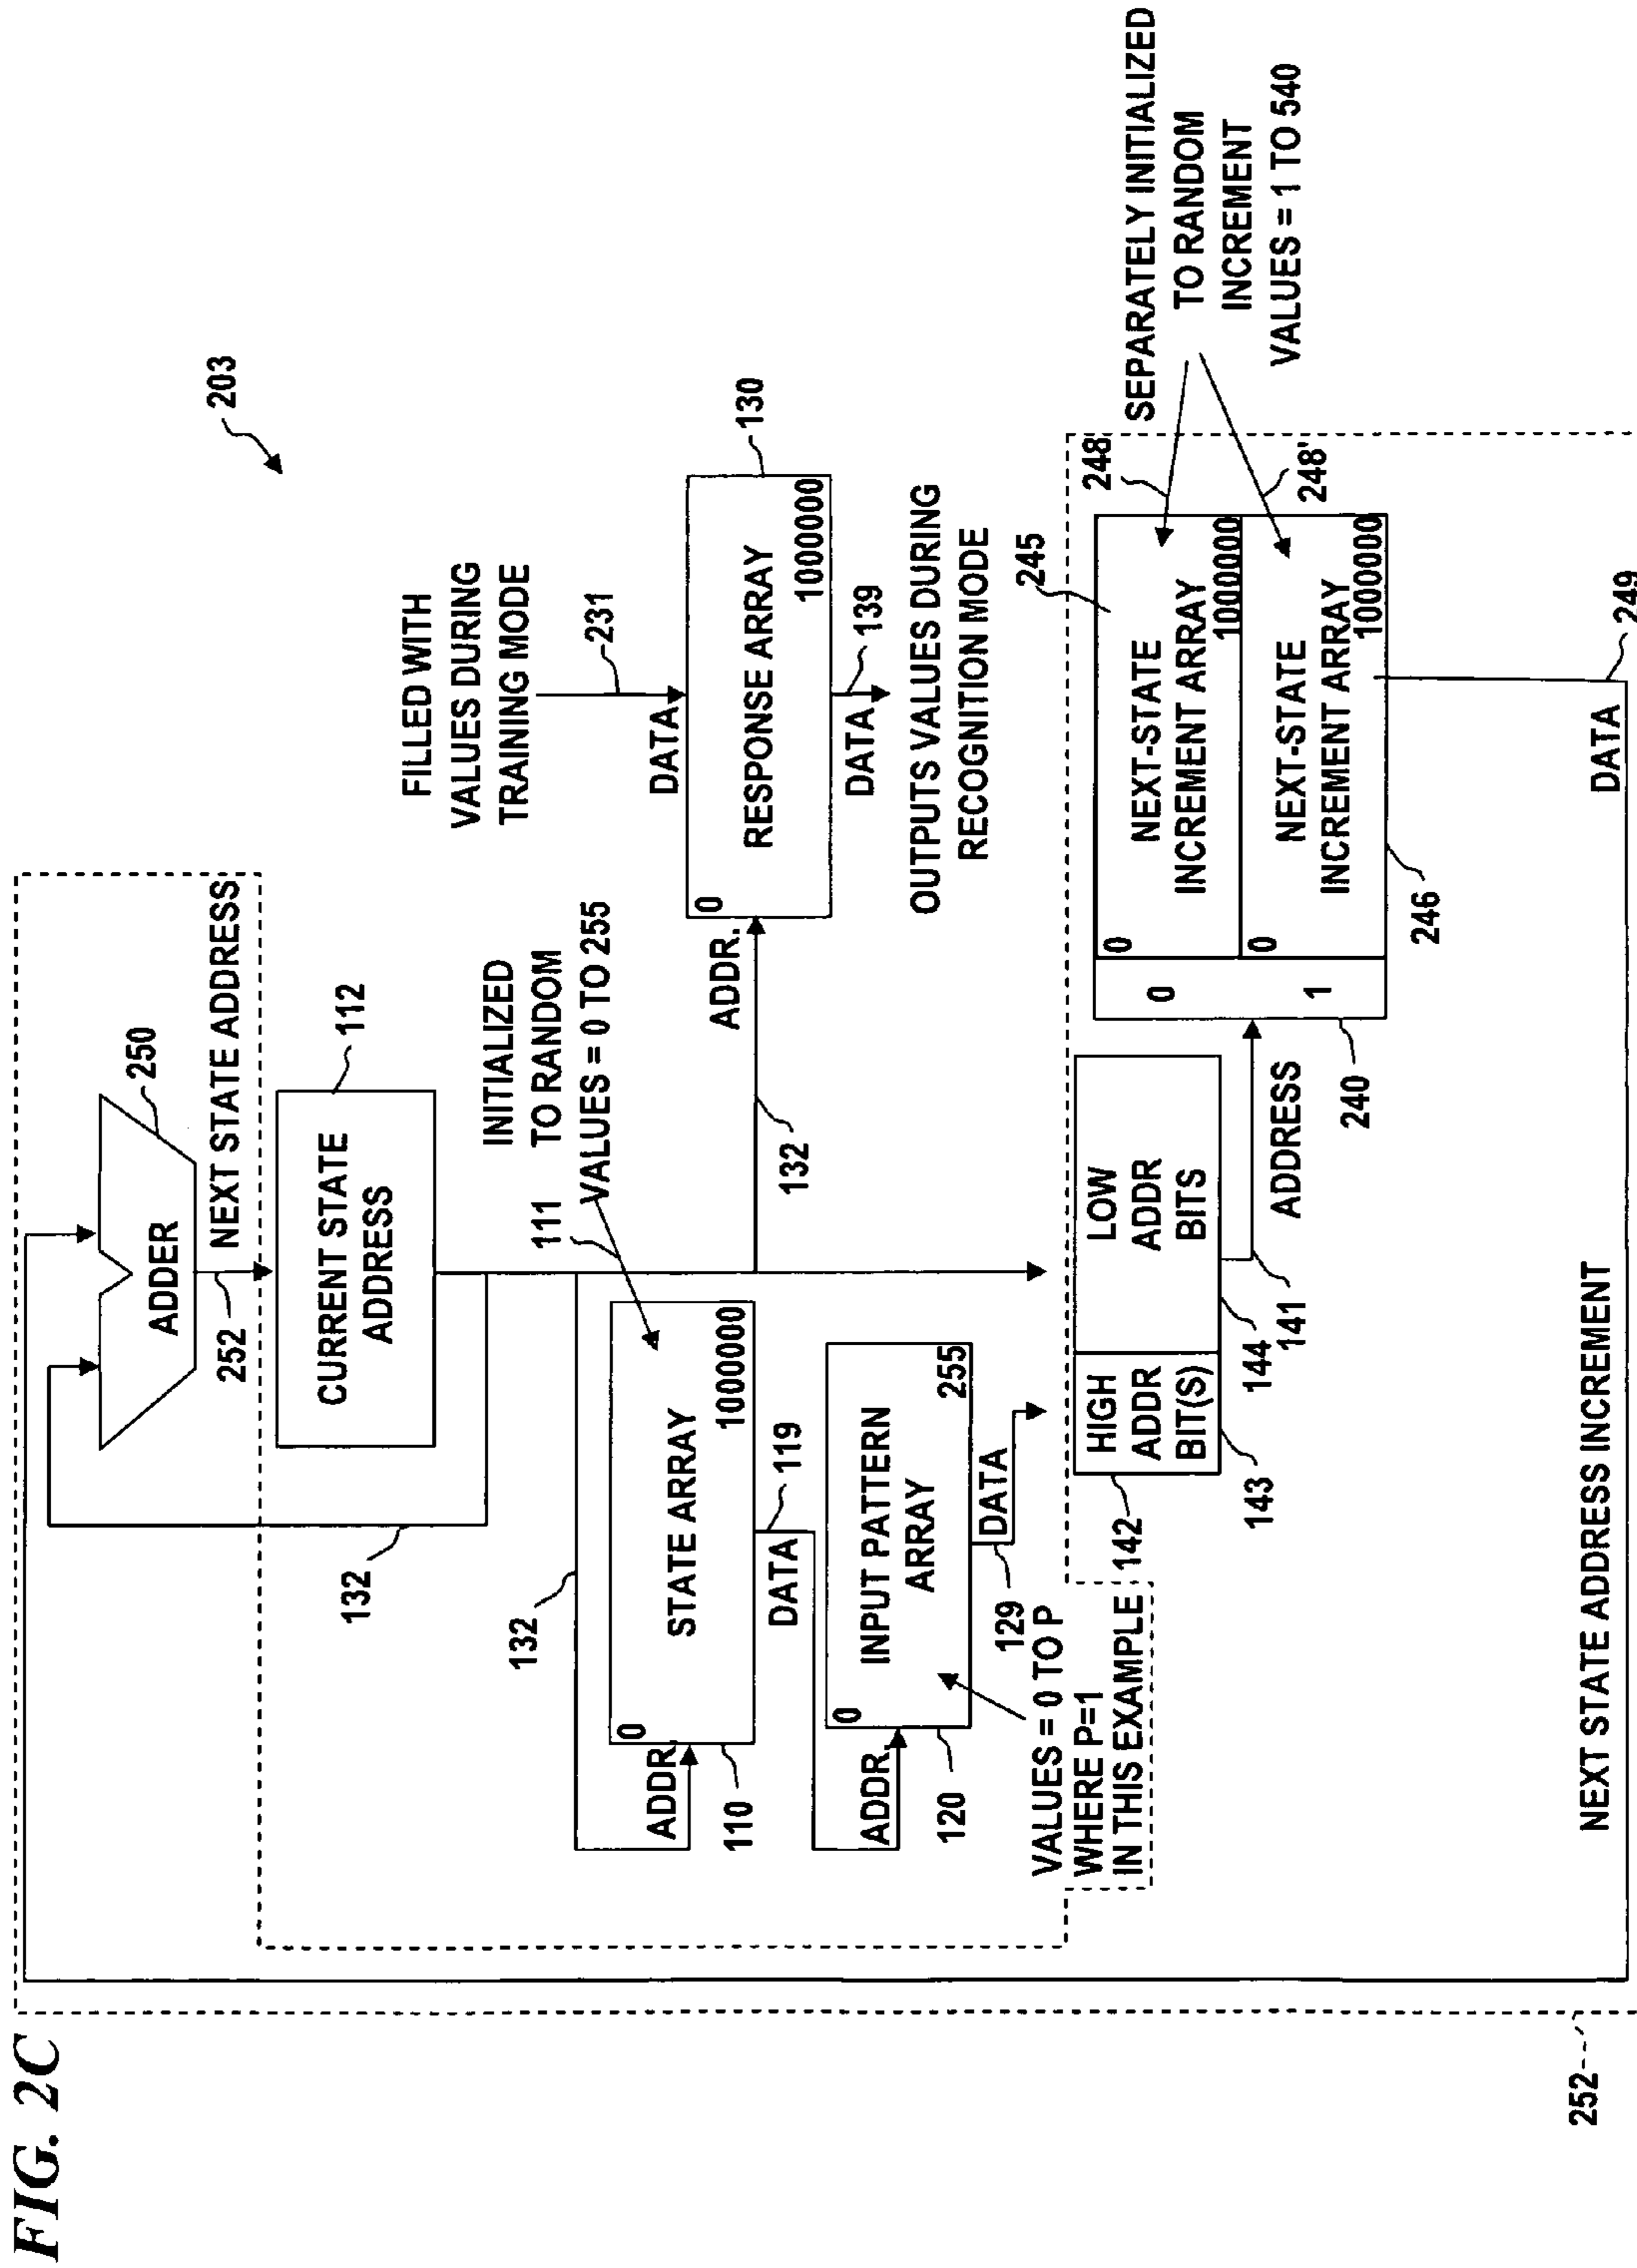 FIG. 2C
203
ADDER
250
252
NEXT STATE ADDRESS
CURRENT STATE
ADDRESS
112
132
INITIALIZED
TO RANDOM
VALUES = 0 TO 255
111
132
STATE ARRAY
0
1000000
ADDR.
110
DATA
119
INPUT PATTERN
ARRAY
0
255
ADDR.
120
DATA
129
VALUES = 0 TO P
WHERE P=1
IN THIS EXAMPLE
FILLED WITH
VALUES DURING
TRAINING MODE
DATA
231
RESPONSE ARRAY
0
1000000
130
ADDR.
132
DATA
139
OUTPUTS VALUES DURING
RECOGNITION MODE
142
HIGH
ADDR
BIT(S)
143
LOW
ADDR
BITS
144
141
ADDRESS
240
0
1
245
248
NEXT-STATE
INCREMENT ARRAY
0
1000000
248'
NEXT-STATE
INCREMENT ARRAY
0
1000000
246
SEPARATELY INITIALIZED
TO RANDOM
INCREMENT
VALUES = 1 TO 540
DATA
249
NEXT STATE ADDRESS INCREMENT
252